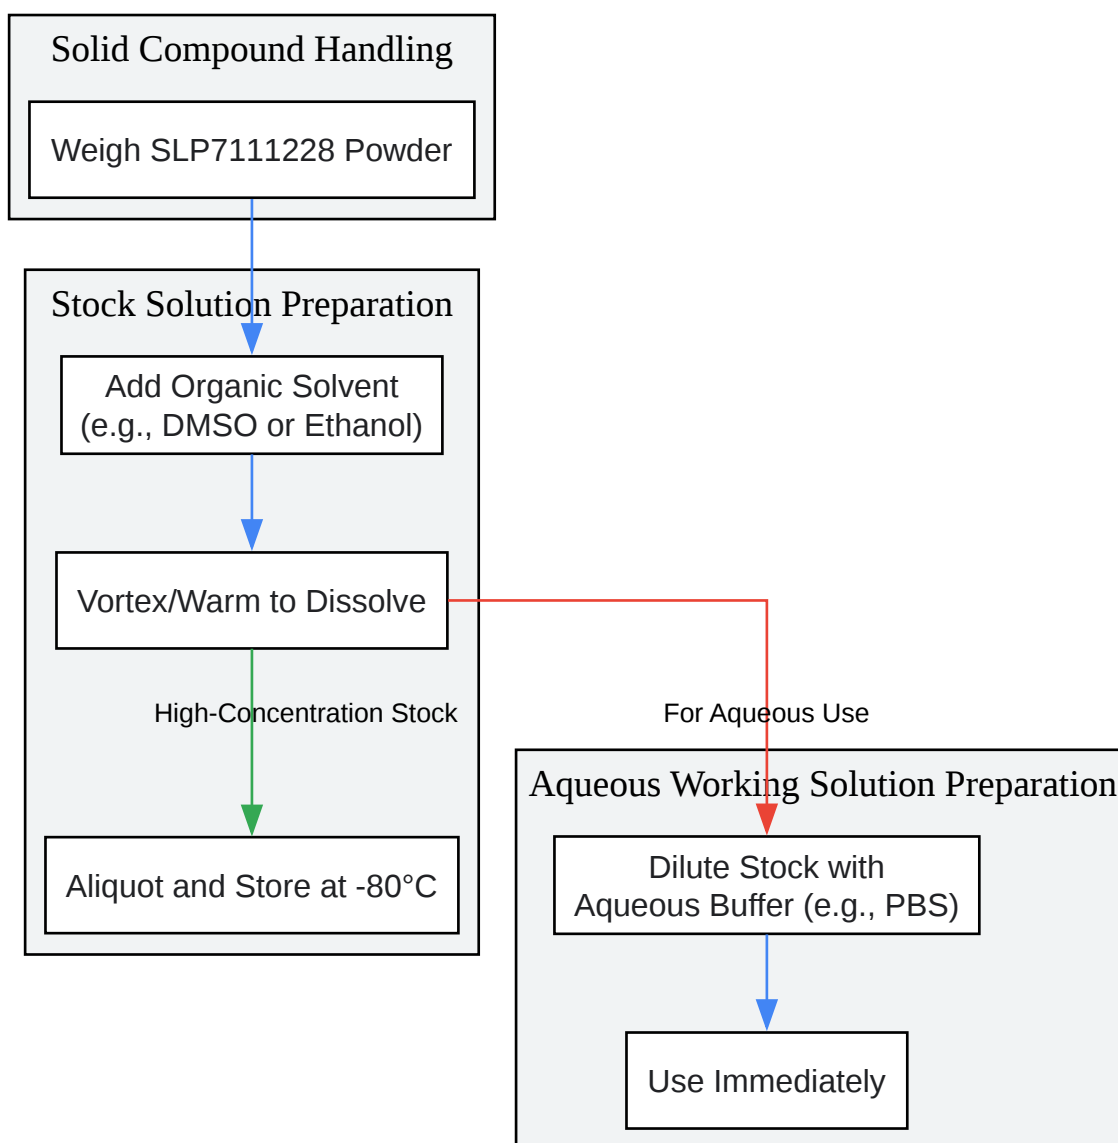 Solid Compound Handling
Weigh SLP7111228 Powder
Stock Solution Preparation
Add Organic Solvent
(e.g., DMSO or Ethanol)
Vortex/Warm to Dissolve
High-Concentration Stock
For Aqueous Use
Aliquot and Store at -80°C
Aqueous Working Solution Preparation
Dilute Stock with
Aqueous Buffer (e.g., PBS)
Use Immediately